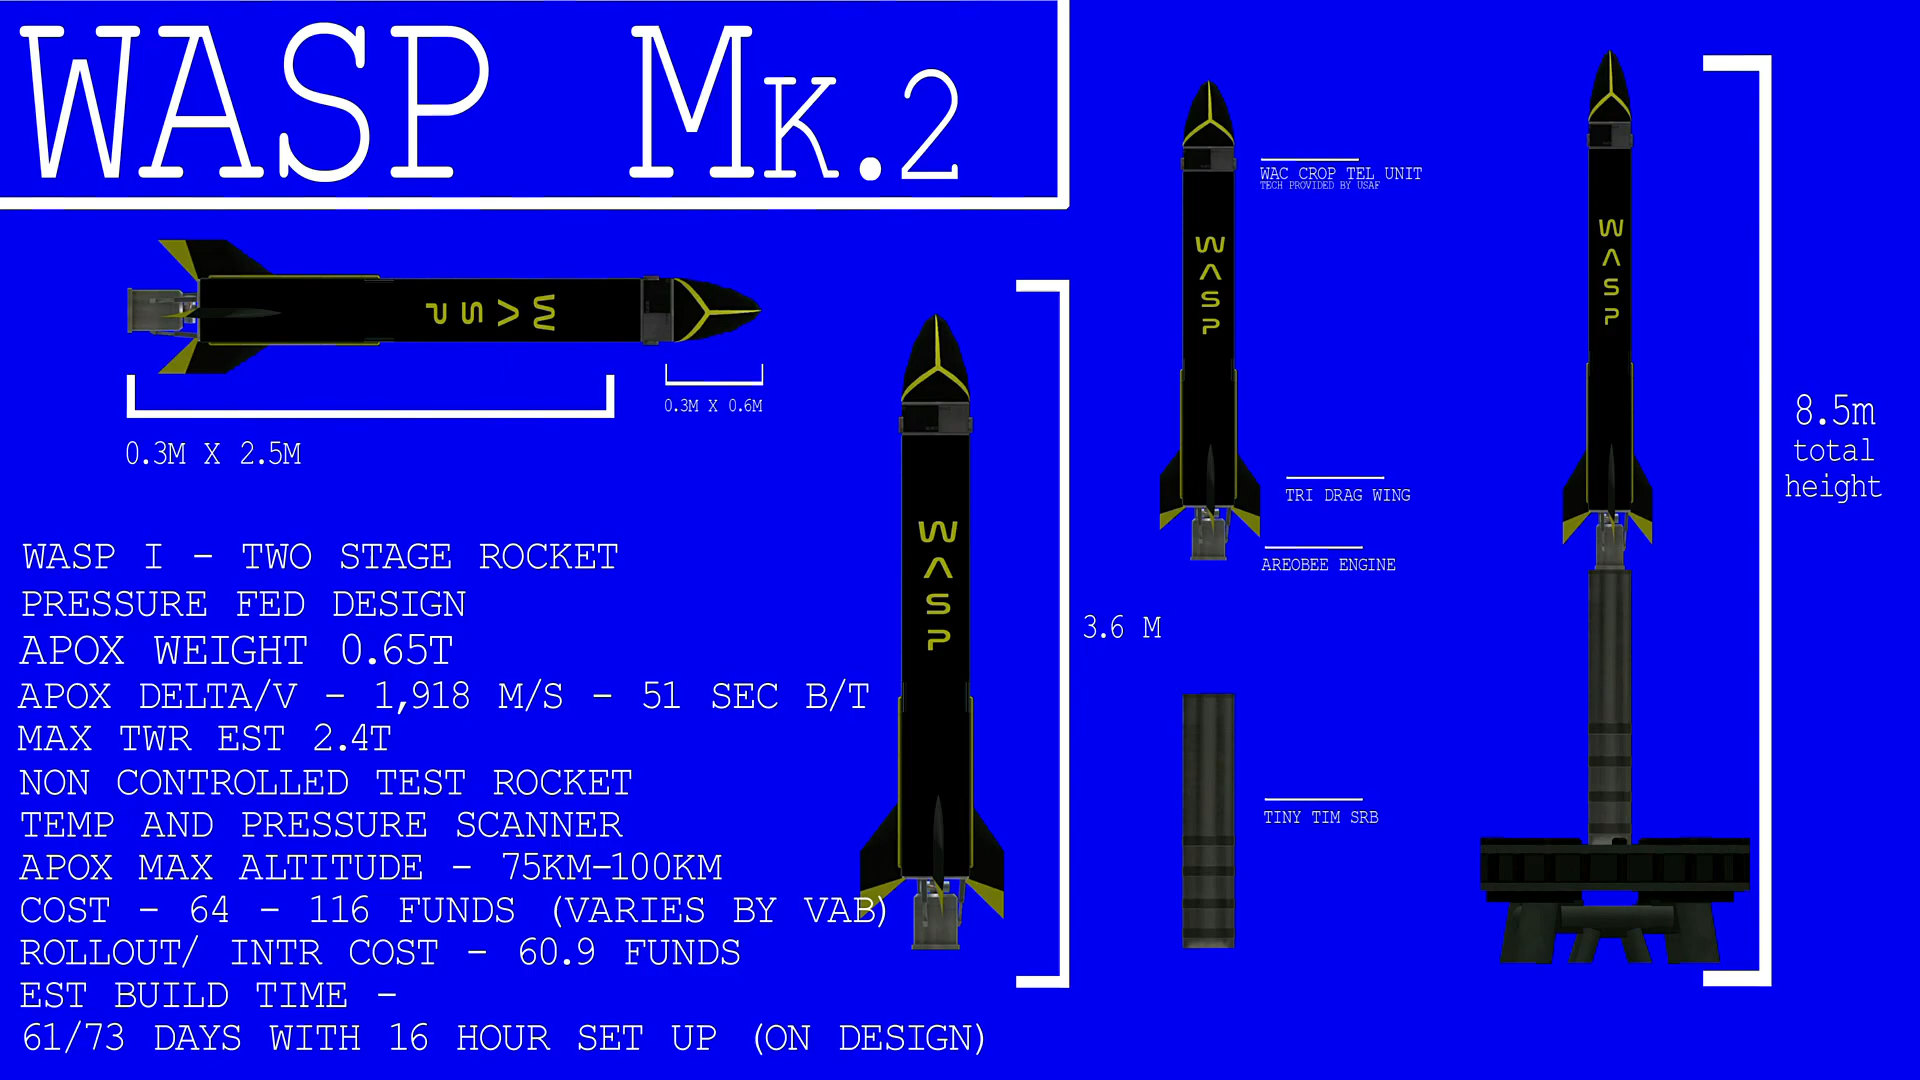 WASP MK.2
WASP
0.3M X 2.5M
0.3M X 0.6M
WASP I - TWO STAGE ROCKET
PRESSURE FED DESIGN
APOX WEIGHT 0.65T
APOX DELTA/V - 1,918 M/S - 51 SEC B/T
MAX TWR EST 2.4T
NON CONTROLLED TEST ROCKET
TEMP AND PRESSURE SCANNER
APOX MAX ALTITUDE - 75KM-100KM
COST - 64 - 116 FUNDS (VARIES BY VAB)
ROLLOUT/ INTR COST - 60.9 FUNDS
EST BUILD TIME -
61/73 DAYS WITH 16 HOUR SET UP (ON DESIGN)
WASP
3.6 M
WAC CROP TEL UNIT
TECH PROVIDED BY USAF
WASP
TRI DRAG WING
AREOBEE ENGINE
TINY TIM SRB
WASP
8.5m
total
height